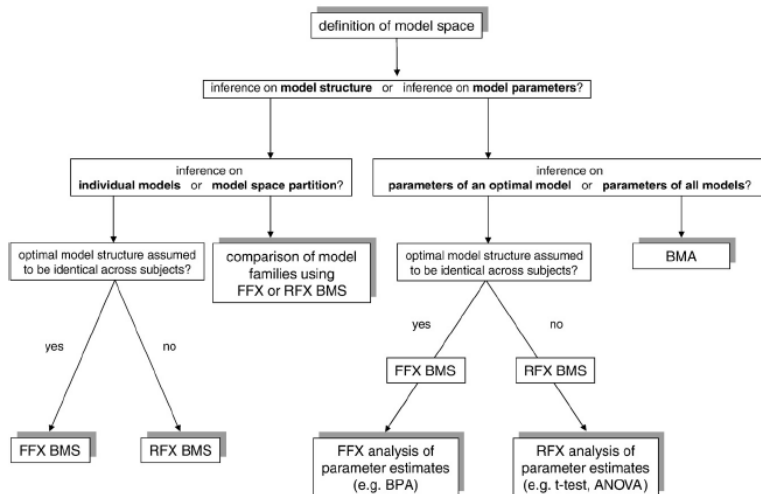 definition of model space
inference on model structure or inference on model parameters?
inference on
individual models or model space partition?
inference on
parameters of an optimal model or parameters of all models?
optimal model structure assumed
to be identical across subjects?
comparison of model
families using
FFX or RFX BMS
optimal model structure assumed
to be identical across subjects?
BMA
yes
no
yes
no
FFX BMS
RFX BMS
FFX BMS
RFX BMS
FFX analysis of
parameter estimates
(e.g. BPA)
RFX analysis of
parameter estimates
(e.g. t-test, ANOVA)